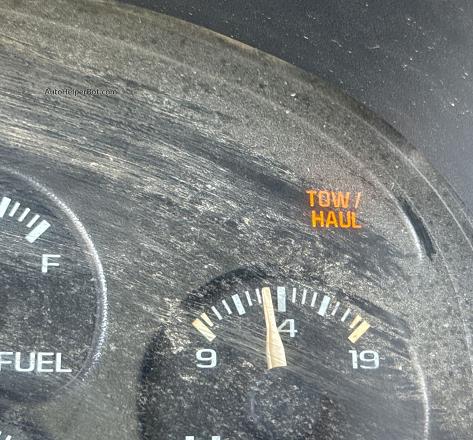 AutoHelperBot.com
TOW/
HAUL
F
FUEL
9 4 19